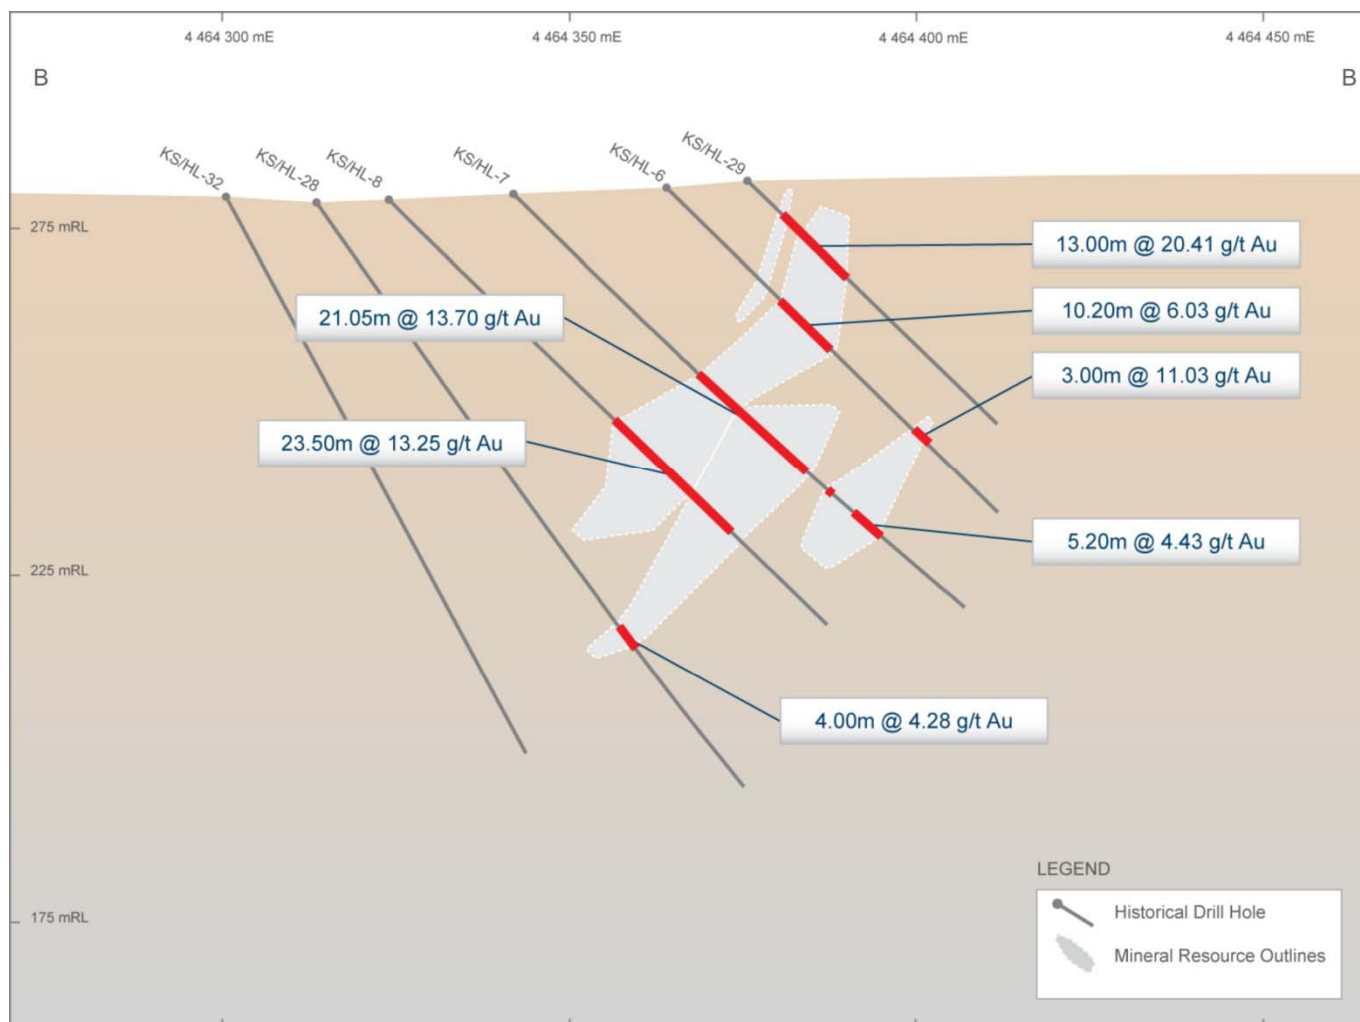 4 464 300 mE
4 464 350 mE
4 464 400 mE
4 464 450 mE
B
B
KS/HL-32
KS/HL-28
KS/HL-8
KS/HL-7
KS/HL-6
KS/HL-29
275 mRL
13.00m @ 20.41 g/t Au
21.05m @ 13.70 g/t Au
10.20m @ 6.03 g/t Au
3.00m @ 11.03 g/t Au
23.50m @ 13.25 g/t Au
5.20m @ 4.43 g/t Au
225 mRL
4.00m @ 4.28 g/t Au
175 mRL
LEGEND
Historical Drill Hole
Mineral Resource Outlines